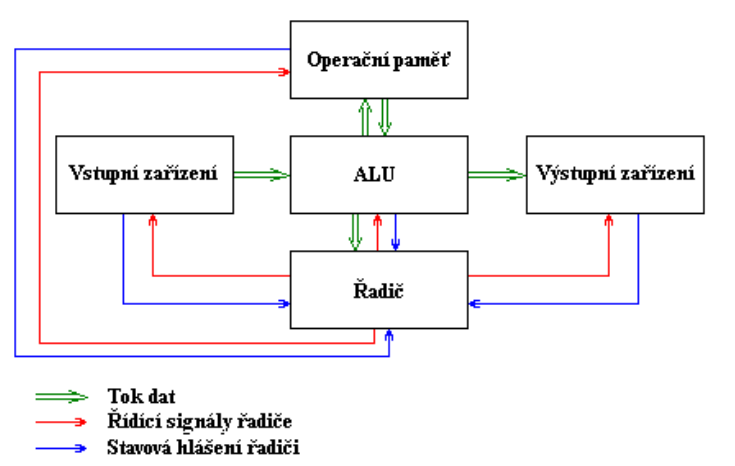 Operační paměť
Vstupní zařízení
ALU
Výstupní zařízení
Řadič
Tok dat
Řídící signály řadiče
Stavová hlášení řadiči